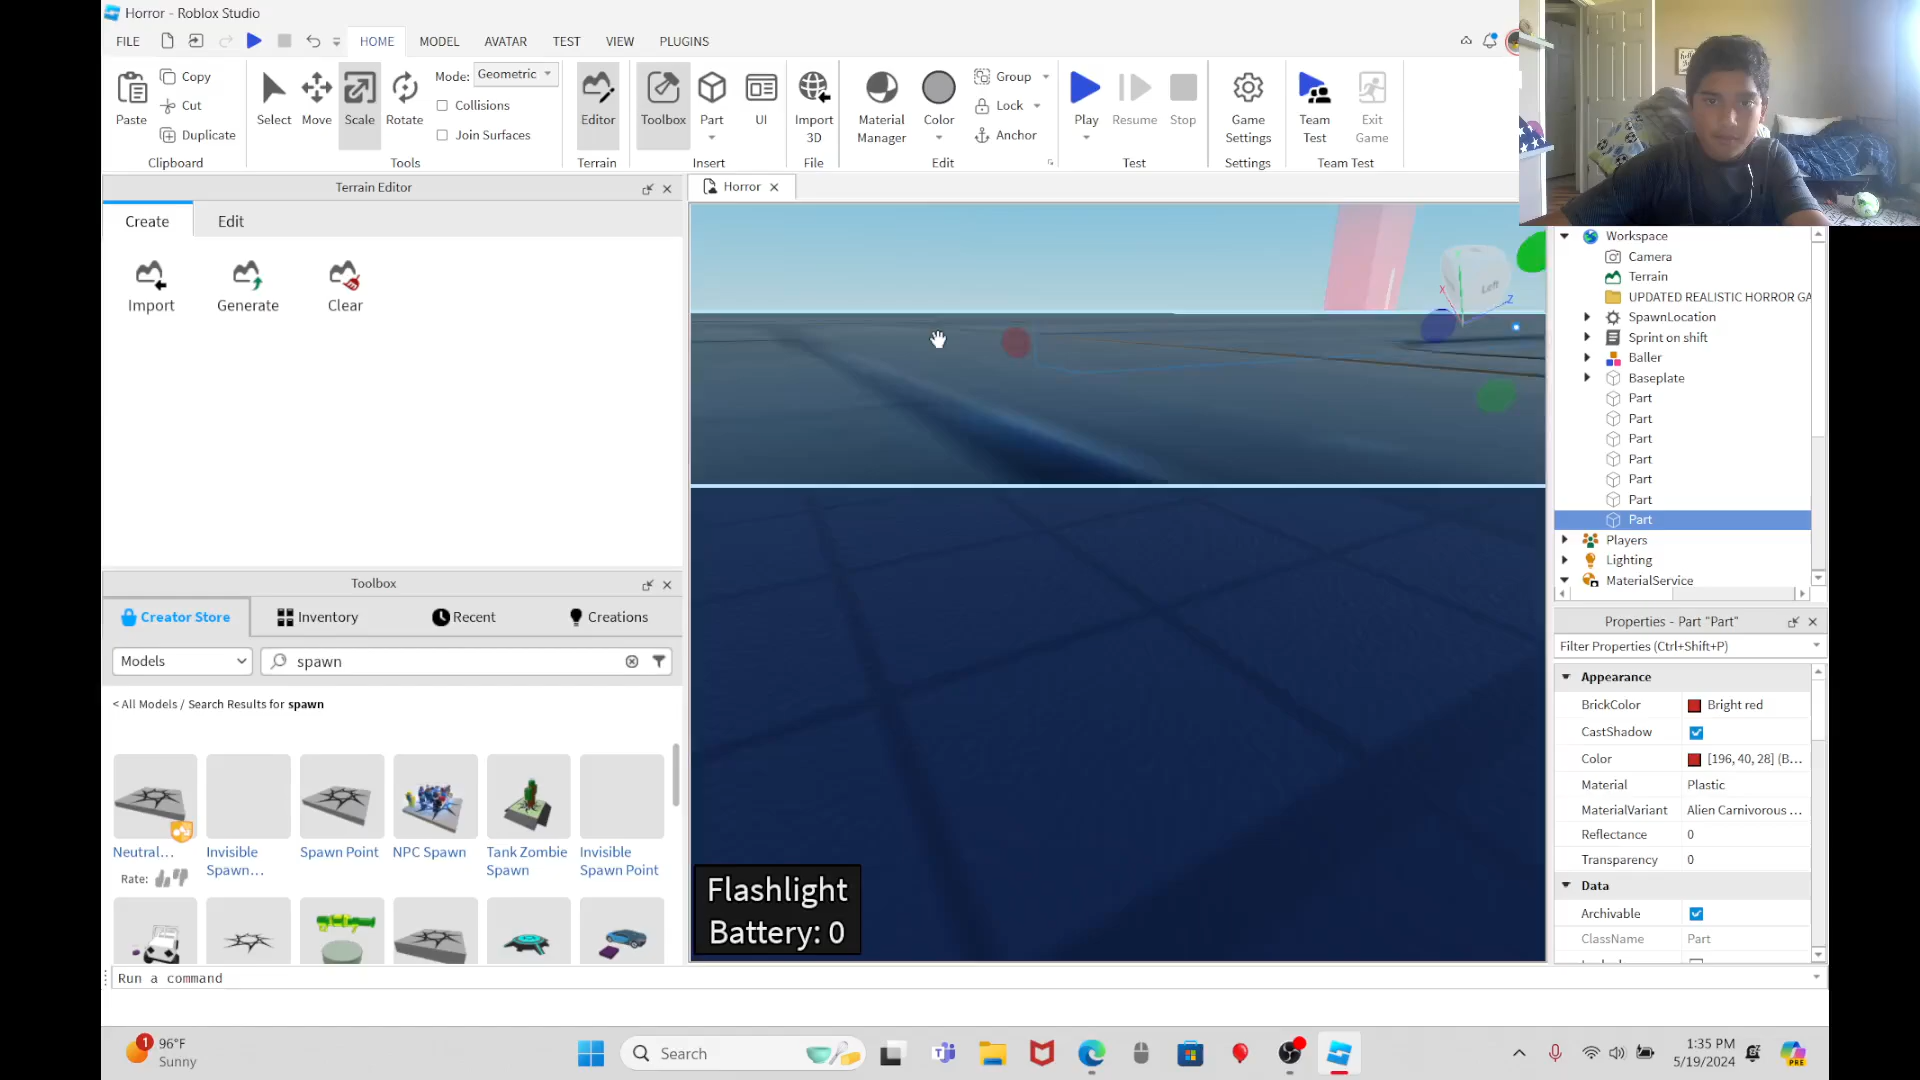 Horror - Roblox Studio
FILE HOME MODEL AVATAR TEST VIEW PLUGINS
Paste
Copy
Cut
Duplicate
Clipboard
Select
Move
Scale
Rotate
Mode: Geometric
Collisions
Join Surfaces
Tools
Editor
Terrain
Toolbox
Part
UI
Insert
Import 3D
File
Material Manager
Color
Group
Lock
Anchor
Edit
Play
Resume
Stop
Test
Game Settings
Settings
Team Test
Exit Game
Team Test
Terrain Editor
Create Edit
Import Generate Clear
Horror
Left
X
Z
Flashlight
Battery: 0
Toolbox
Creator Store Inventory Recent Creations
Models spawn
< All Models / Search Results for spawn
Neutral...
Rate:
Invisible Spawn...
Spawn Point
NPC Spawn
Tank Zombie Spawn
Invisible Spawn Point
Workspace
Camera
Terrain
UPDATED REALISTIC HORROR GA
SpawnLocation
Sprint on shift
Baller
Baseplate
Part
Part
Part
Part
Part
Part
Part
Players
Lighting
MaterialService
Properties - Part "Part"
Filter Properties (Ctrl+Shift+P)
Appearance
BrickColor Bright red
CastShadow
Color [196, 40, 28] (B...
Material Plastic
MaterialVariant Alien Carnivorous ...
Reflectance 0
Transparency 0
Data
Archivable
ClassName Part
Run a command
1
96°F
Sunny
Search
PRE
1:35 PM
5/19/2024